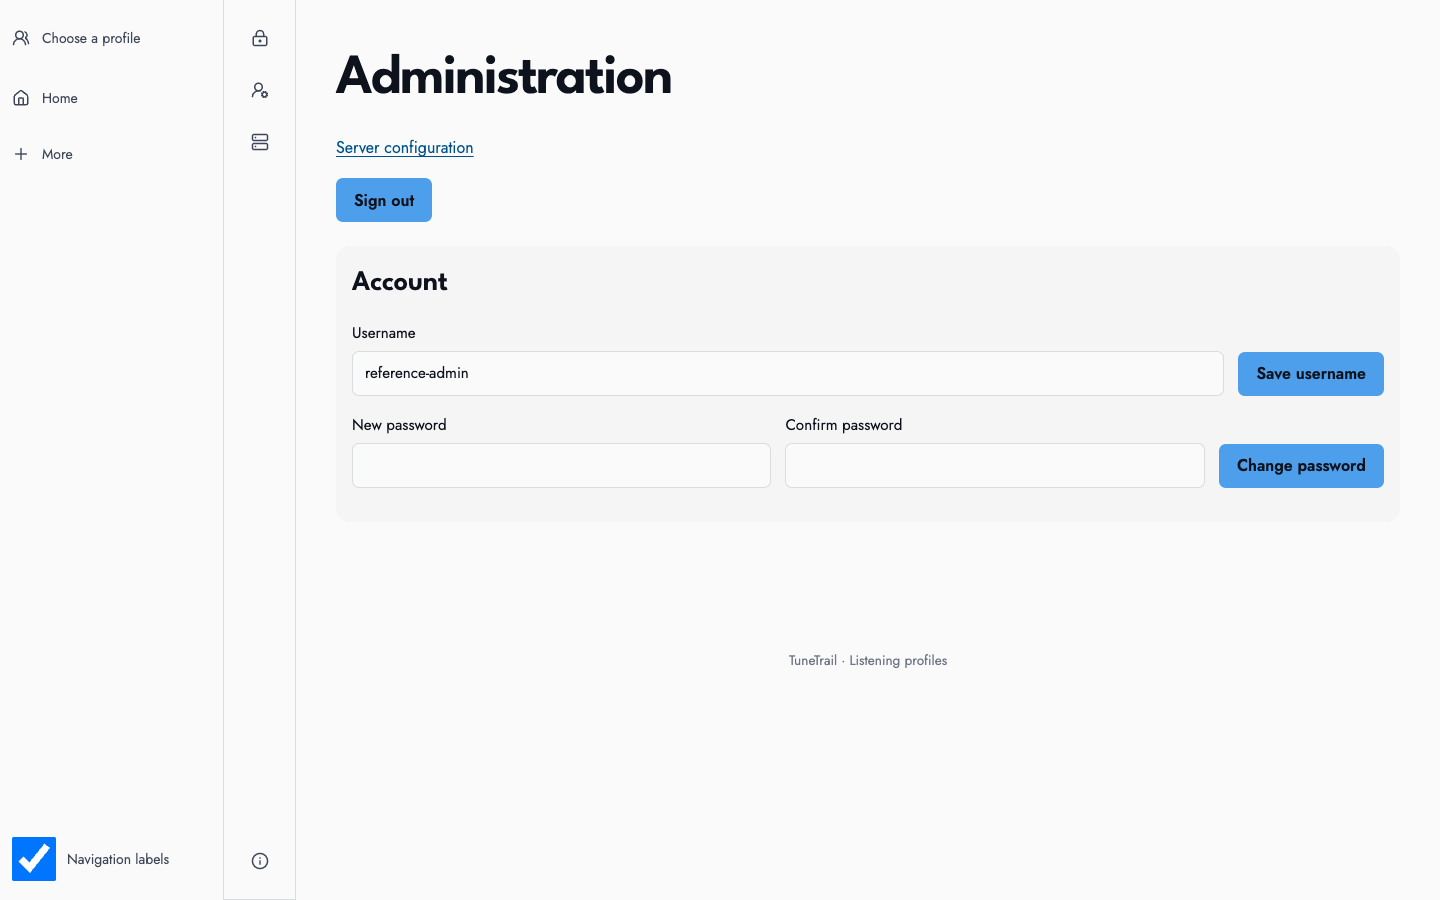 Choose a profile
Home
More
Navigation labels
Administration
Server configuration
Sign out
Account
Username
reference-admin
Save username
New password
Confirm password
Change password
TuneTrail · Listening profiles